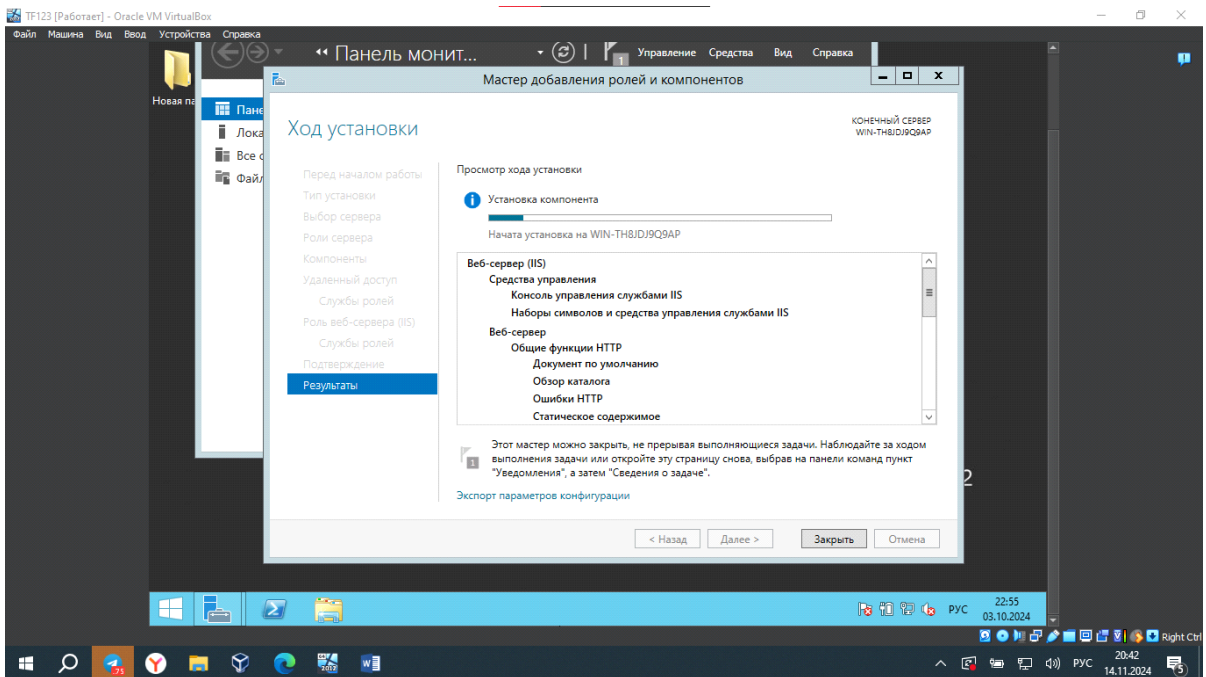 TF123 [Работает] - Oracle VM VirtualBox
Файл Машина Вид Ввод Устройства Справка
Панель монит...
1
Управление Средства Вид Справка
Новая па
Мастер добавления ролей и компонентов
Пане
Лока
Все с
Файл
Ход установки
КОНЕЧНЫЙ СЕРВЕР
WIN-TH8JDJ9Q9AP
Перед началом работы
Тип установки
Выбор сервера
Роли сервера
Компоненты
Удаленный доступ
Службы ролей
Роль веб-сервера (IIS)
Службы ролей
Подтверждение
Результаты
Просмотр хода установки
Установка компонента
Начата установка на WIN-TH8JDJ9Q9AP
Веб-сервер (IIS)
Средства управления
Консоль управления службами IIS
Наборы символов и средства управления службами IIS
Веб-сервер
Общие функции HTTP
Документ по умолчанию
Обзор каталога
Ошибки HTTP
Статическое содержимое
1
Этот мастер можно закрыть, не прерывая выполняющиеся задачи. Наблюдайте за ходом
выполнения задачи или откройте эту страницу снова, выбрав на панели команд пункт
"Уведомления", а затем "Сведения о задаче".
Экспорт параметров конфигурации
< Назад Далее > Закрыть Отмена
2
РУС
22:55
03.10.2024
Right Ctrl
71
2012
РУС
20:42
14.11.2024
5